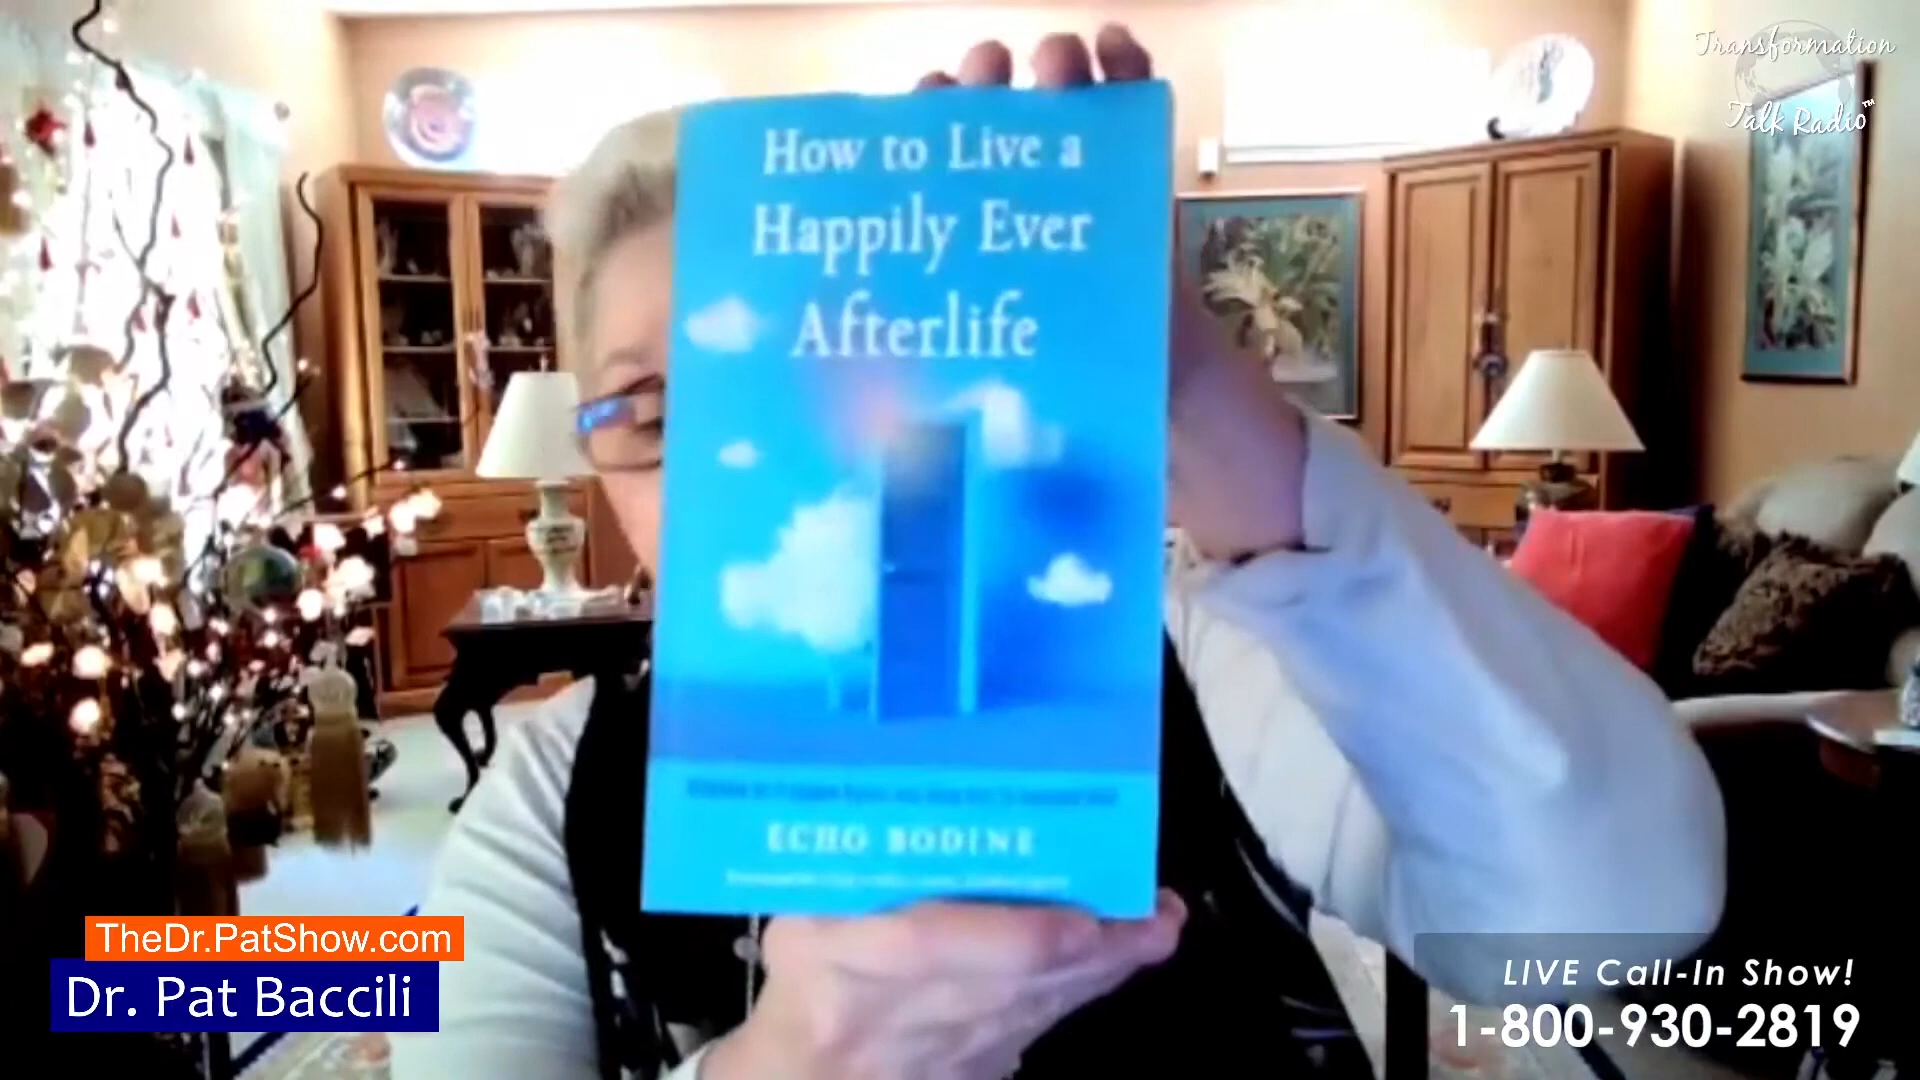 Transformation
Talk Radio™
How to Live a
Happily Ever
Afterlife
ECHO BODINE
TheDr.PatShow.com
Dr. Pat Baccili
LIVE Call-In Show!
1-800-930-2819